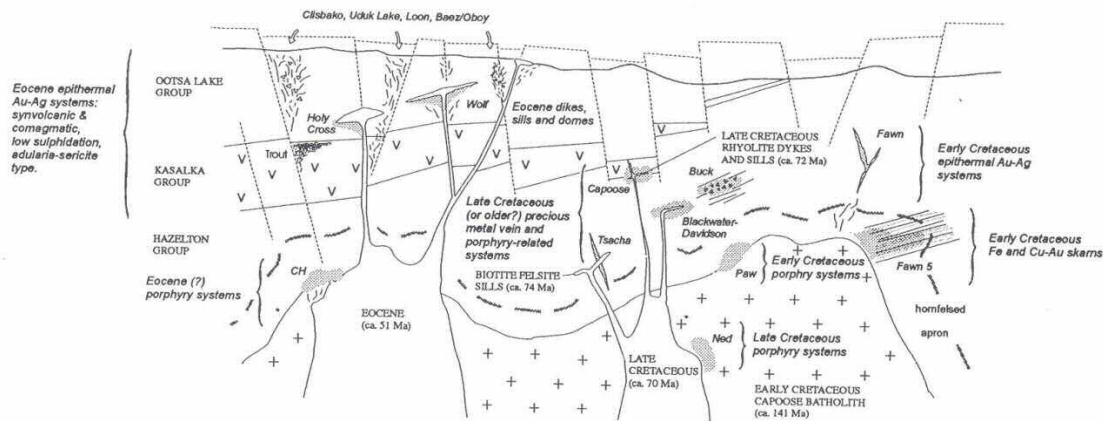 Clisbako, Uduk Lake, Loon, Baez/Oboy
Eocene epithermal
Au-Ag systems:
synvolcanic &
comagmatic,
low sulphidation,
adularia-sericite
type.
OOTSA LAKE
GROUP
KASALKA
GROUP
HAZELTON
GROUP
Holy
Cross
Trout
Wolf
Eocene dikes,
sills and domes
V
V
V
V
V
V
V
V
V
V
V
V
LATE CRETACEOUS
RHYOLITE DYKES
AND SILLS (ca. 72 Ma)
Fawn
Early Cretaceous
epithermal Au-Ag
systems
Capoose
Buck
Blackwater-
Davidson
Late Cretaceous
(or older?) precious
metal vein and
porphyry-related
systems
Tsacha
BIOTITE FELSITE
SILLS (ca. 74 Ma)
Paw
Early Cretaceous
porphry systems
Fawn 5
Early Cretaceous
Fe and Cu-Au skarns
CH
Eocene (?)
porphyry systems
EOCENE
(ca. 51 Ma)
hornfelsed
apron
Ned
Late Cretaceous
porphyry systems
LATE
CRETACEOUS
(ca. 70 Ma)
EARLY CRETACEOUS
CAPOOSE BATHOLITH
(ca. 141 Ma)